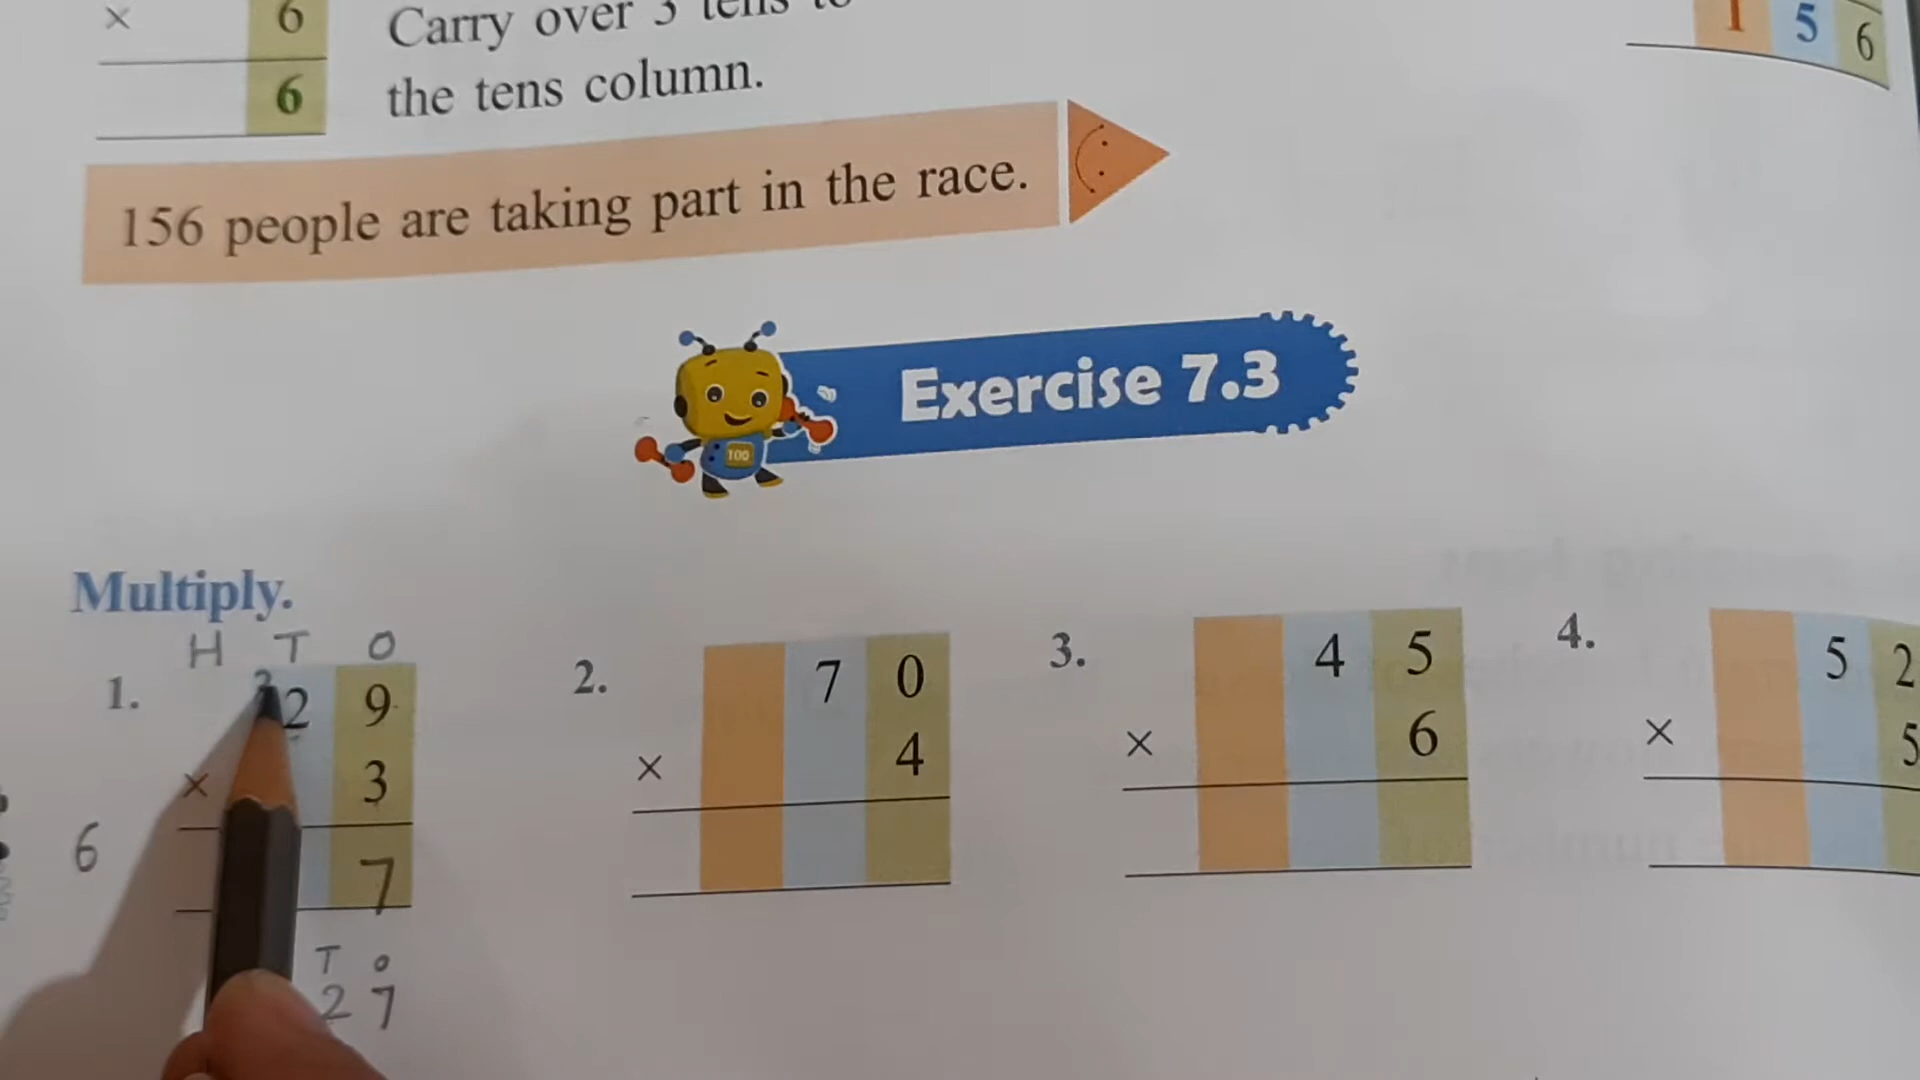 × 6 Carry over 3 tens to
the tens column.
6
1 5 6
156 people are taking part in the race.
100
Exercise 7.3
Multiply.
H T O
1. 2 9
× 3
7
6
T O
2 7
2. 7 0
× 4
3. 4 5
× 6
4. 5 2
× 5